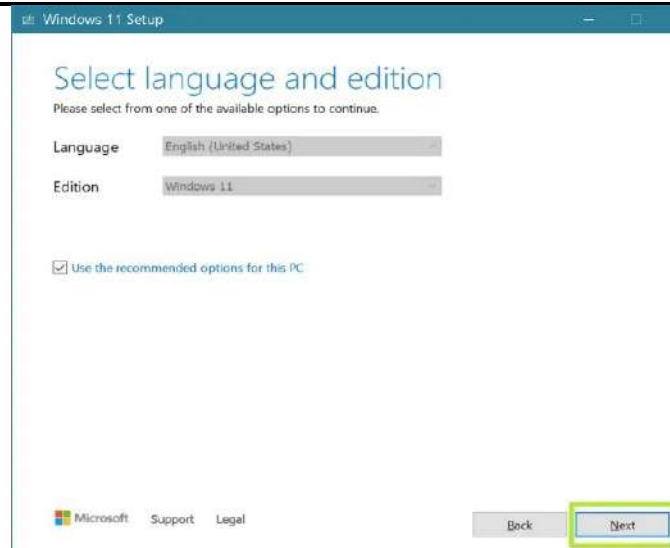 Windows 11 Setup
Select language and edition
Please select from one of the available options to continue.
Language English (United States)
Edition Windows 11
Use the recommended options for this PC
Microsoft Support Legal Back Next